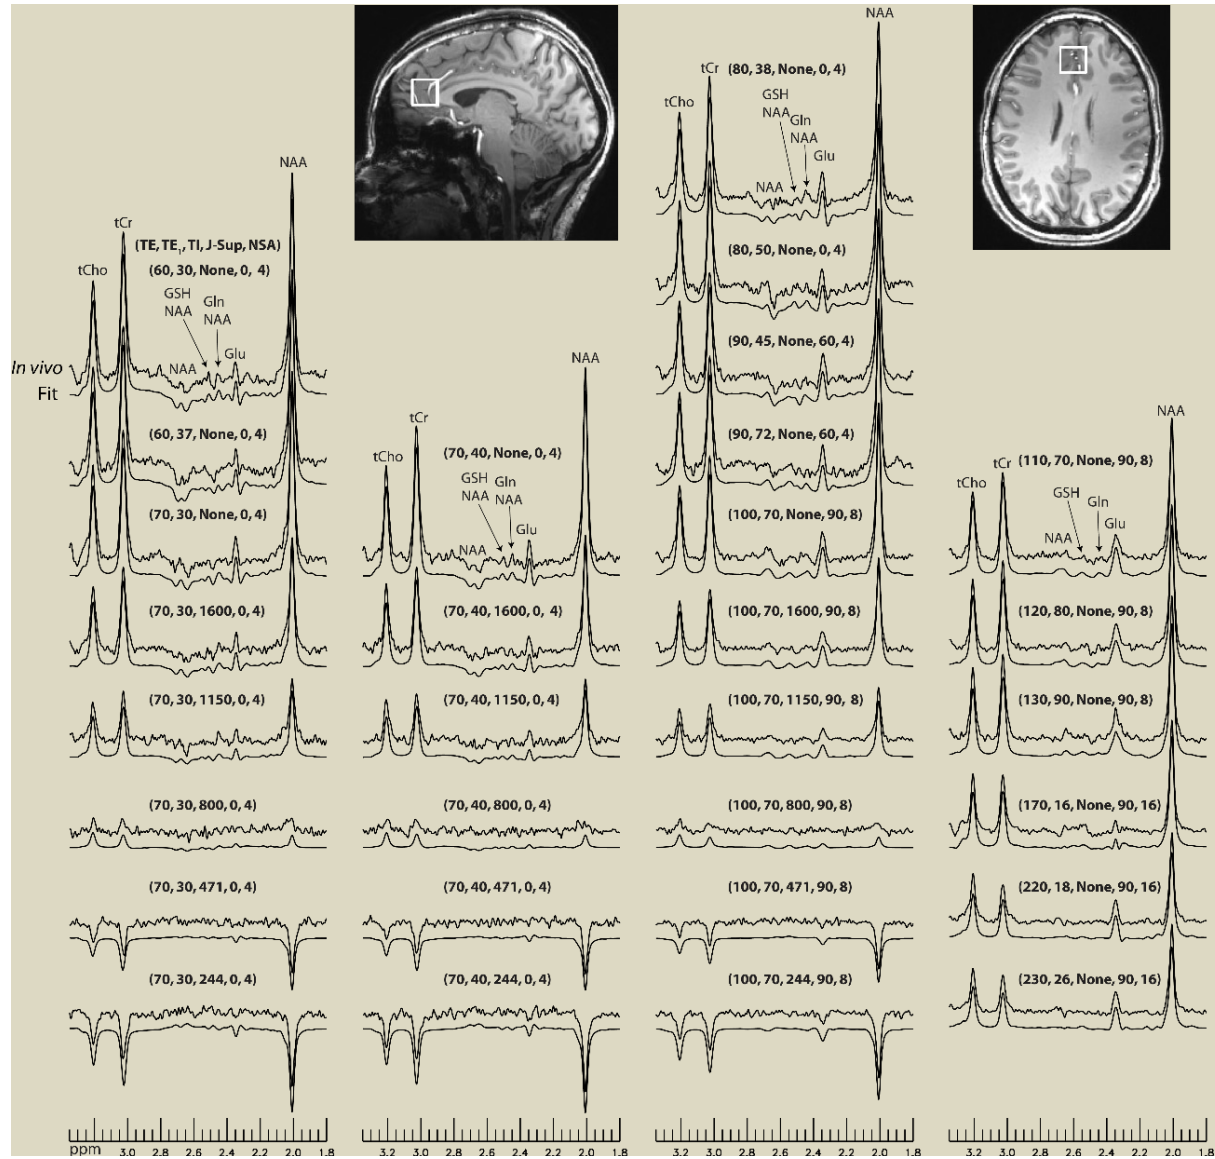 NAA
tCr
(TE, TE₁, TI, J-Sup, NSA)
tCho
(60, 30, None, 0, 4)
GSH
NAA
Gln
NAA
NAA
Glu
In vivo
Fit
(60, 37, None, 0, 4)
(70, 30, None, 0, 4)
(70, 30, 1600, 0, 4)
(70, 30, 1150, 0, 4)
(70, 30, 800, 0, 4)
(70, 30, 471, 0, 4)
(70, 30, 244, 0, 4)
ppm 3.0 2.8 2.6 2.4 2.2 2.0 1.8
NAA
tCr
tCho
(70, 40, None, 0, 4)
GSH
NAA
Gln
NAA
NAA
Glu
(70, 40, 1600, 0, 4)
(70, 40, 1150, 0, 4)
(70, 40, 800, 0, 4)
(70, 40, 471, 0, 4)
(70, 40, 244, 0, 4)
3.2 3.0 2.8 2.6 2.4 2.2 2.0 1.8
NAA
tCr
(80, 38, None, 0, 4)
tCho
GSH
NAA
Gln
NAA
NAA
Glu
(80, 50, None, 0, 4)
(90, 45, None, 60, 4)
(90, 72, None, 60, 4)
(100, 70, None, 90, 8)
(100, 70, 1600, 90, 8)
(100, 70, 1150, 90, 8)
(100, 70, 800, 90, 8)
(100, 70, 471, 90, 8)
(100, 70, 244, 90, 8)
3.2 3.0 2.8 2.6 2.4 2.2 2.0 1.8
NAA
tCr
(110, 70, None, 90, 8)
tCho
GSH
Gln
Glu
NAA
(120, 80, None, 90, 8)
(130, 90, None, 90, 8)
(170, 16, None, 90, 16)
(220, 18, None, 90, 16)
(230, 26, None, 90, 16)
3.2 3.0 2.8 2.6 2.4 2.2 2.0 1.8